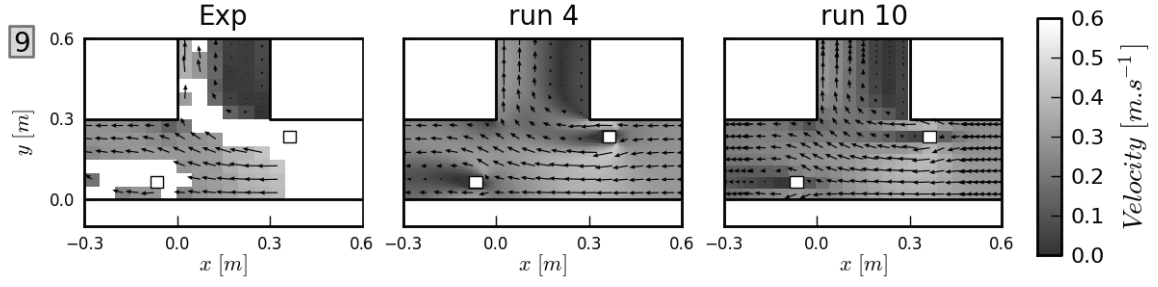 Exp run 4 run 10
9
0.6 0.6
0.5
0.4
0.3 0.3
0.2
0.1
0.0 0.0
y [m]
Velocity [m.s⁻¹]
−0.3 0.0 0.3 0.6 −0.3 0.0 0.3 0.6 −0.3 0.0 0.3 0.6
x [m] x [m] x [m]